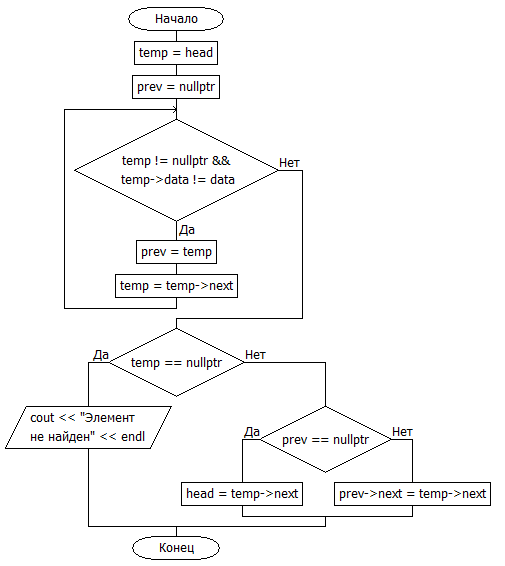 Начало
temp = head
prev = nullptr
temp != nullptr &&
temp->data != data
Нет
Да
prev = temp
temp = temp->next
Да
temp == nullptr
Нет
cout << "Элемент
не найден" << endl
Да
prev == nullptr
Нет
head = temp->next
prev->next = temp->next
Конец